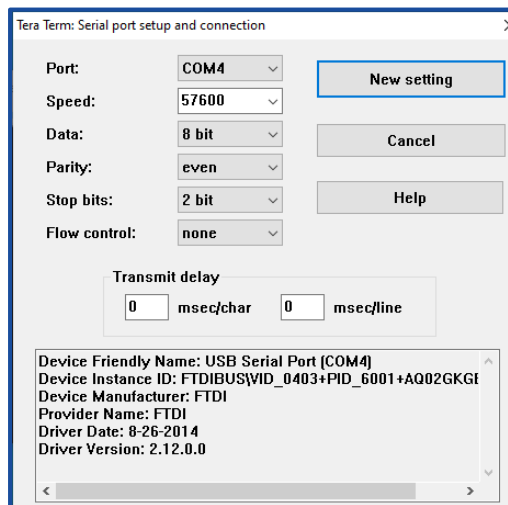 Tera Term: Serial port setup and connection
Port: COM4
New setting
Speed: 57600
Data: 8 bit
Cancel
Parity: even
Stop bits: 2 bit
Help
Flow control: none
Transmit delay
0 msec/char 0 msec/line
Device Friendly Name: USB Serial Port (COM4)
Device Instance ID: FTDIBUS\VID_0403+PID_6001+AQ02GKGE
Device Manufacturer: FTDI
Provider Name: FTDI
Driver Date: 8-26-2014
Driver Version: 2.12.0.0